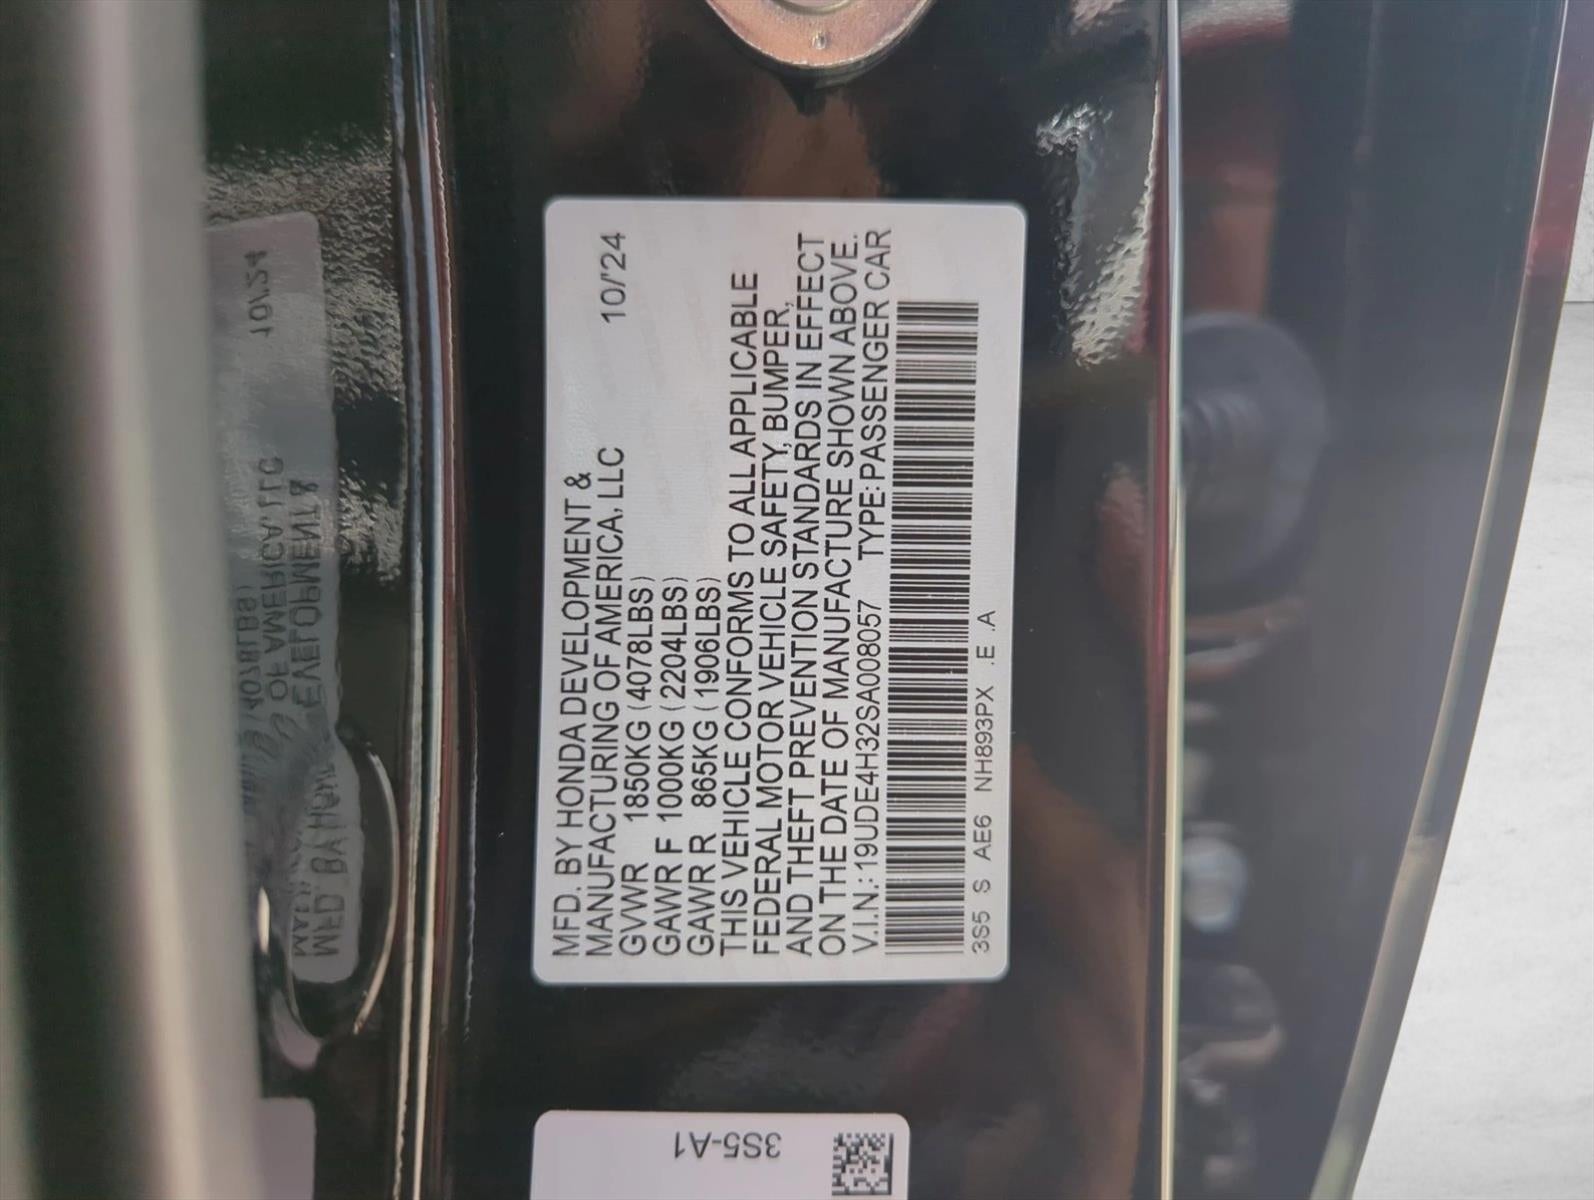 MFD. BY HONDA DEVELOPMENT &
MANUFACTURING OF AMERICA, LLC 10/'24
GVWR 1850KG (4078LBS)
GAWR F 1000KG (2204LBS)
GAWR R 865KG (1906LBS)
THIS VEHICLE CONFORMS TO ALL APPLICABLE
FEDERAL MOTOR VEHICLE SAFETY, BUMPER,
AND THEFT PREVENTION STANDARDS IN EFFECT
ON THE DATE OF MANUFACTURE SHOWN ABOVE.
V.I.N.: 19UDE4H32SA008057 TYPE: PASSENGER CAR
3S5 S AE6 NH893PX .E .A
3S5-A1